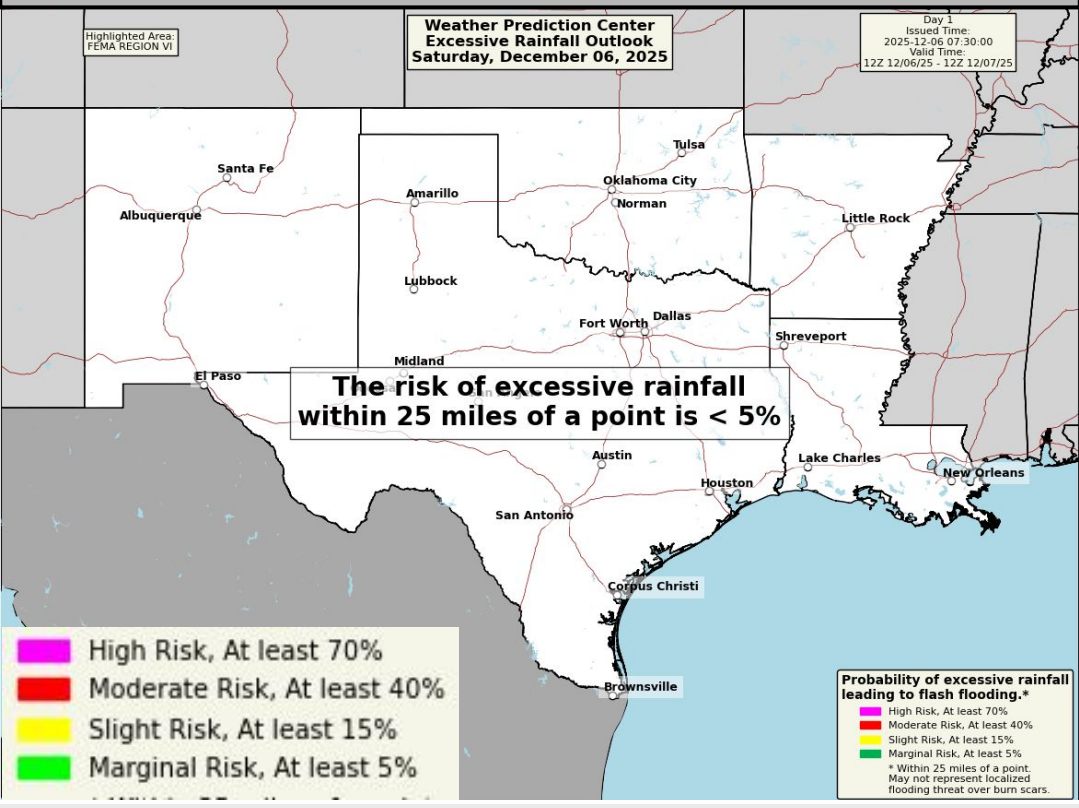 Highlighted Area:
FEMA REGION VI
Weather Prediction Center
Excessive Rainfall Outlook
Saturday, December 06, 2025
Day 1
Issued Time:
2025-12-06 07:30:00
Valid Time:
12Z 12/06/25 - 12Z 12/07/25
Tulsa
Santa Fe
Oklahoma City
Amarillo
Norman
Albuquerque
Little Rock
Lubbock
Dallas
Fort Worth
Shreveport
Midland
El Paso
The risk of excessive rainfall
within 25 miles of a point is < 5%
Austin
Lake Charles
New Orleans
Houston
San Antonio
Corpus Christi
Brownsville
High Risk, At least 70%
Moderate Risk, At least 40%
Slight Risk, At least 15%
Marginal Risk, At least 5%
Probability of excessive rainfall
leading to flash flooding.*
High Risk, At least 70%
Moderate Risk, At least 40%
Slight Risk, At least 15%
Marginal Risk, At least 5%
* Within 25 miles of a point.
May not represent localized
flooding threat over burn scars.